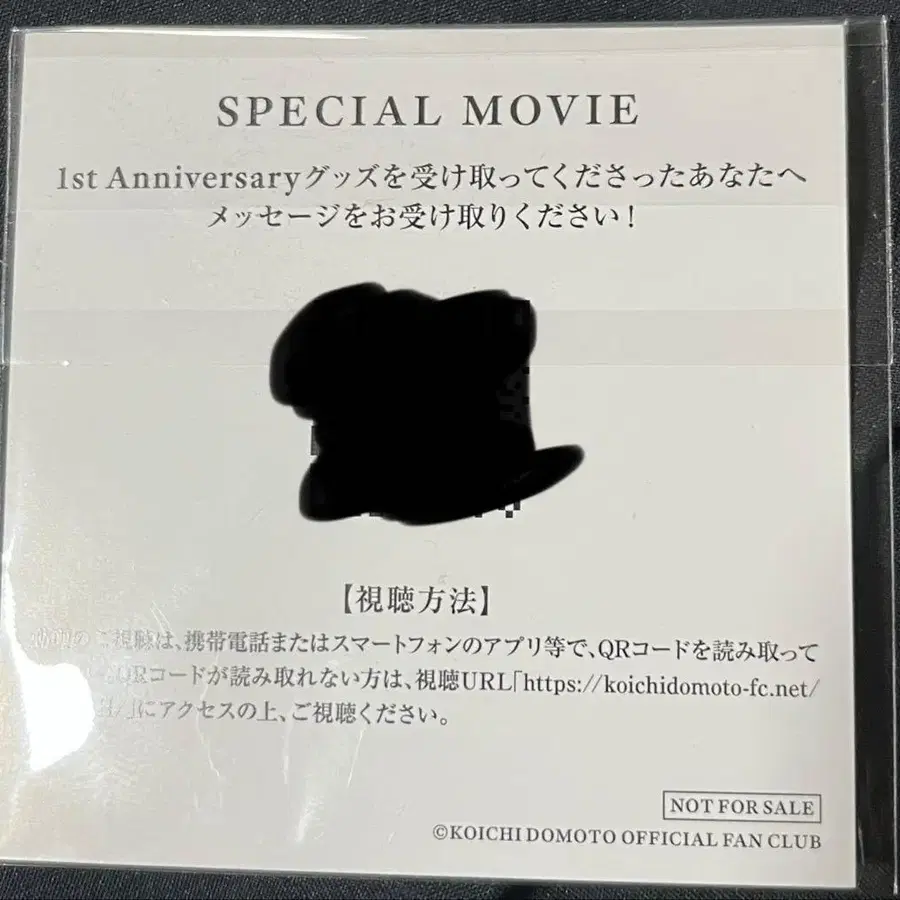 SPECIAL MOVIE
1st Anniversaryグッズを受け取ってくださったあなたへ
メッセージをお受け取りください!
【視聴方法】
ご視聴は、携帯電話またはスマートフォンのアプリ等で、QRコードを読み取って
QRコードが読み取れない方は、視聴URL「https://koichidomoto-fc.net/
/」にアクセスの上、ご視聴ください。
NOT FOR SALE
©KOICHI DOMOTO OFFICIAL FAN CLUB